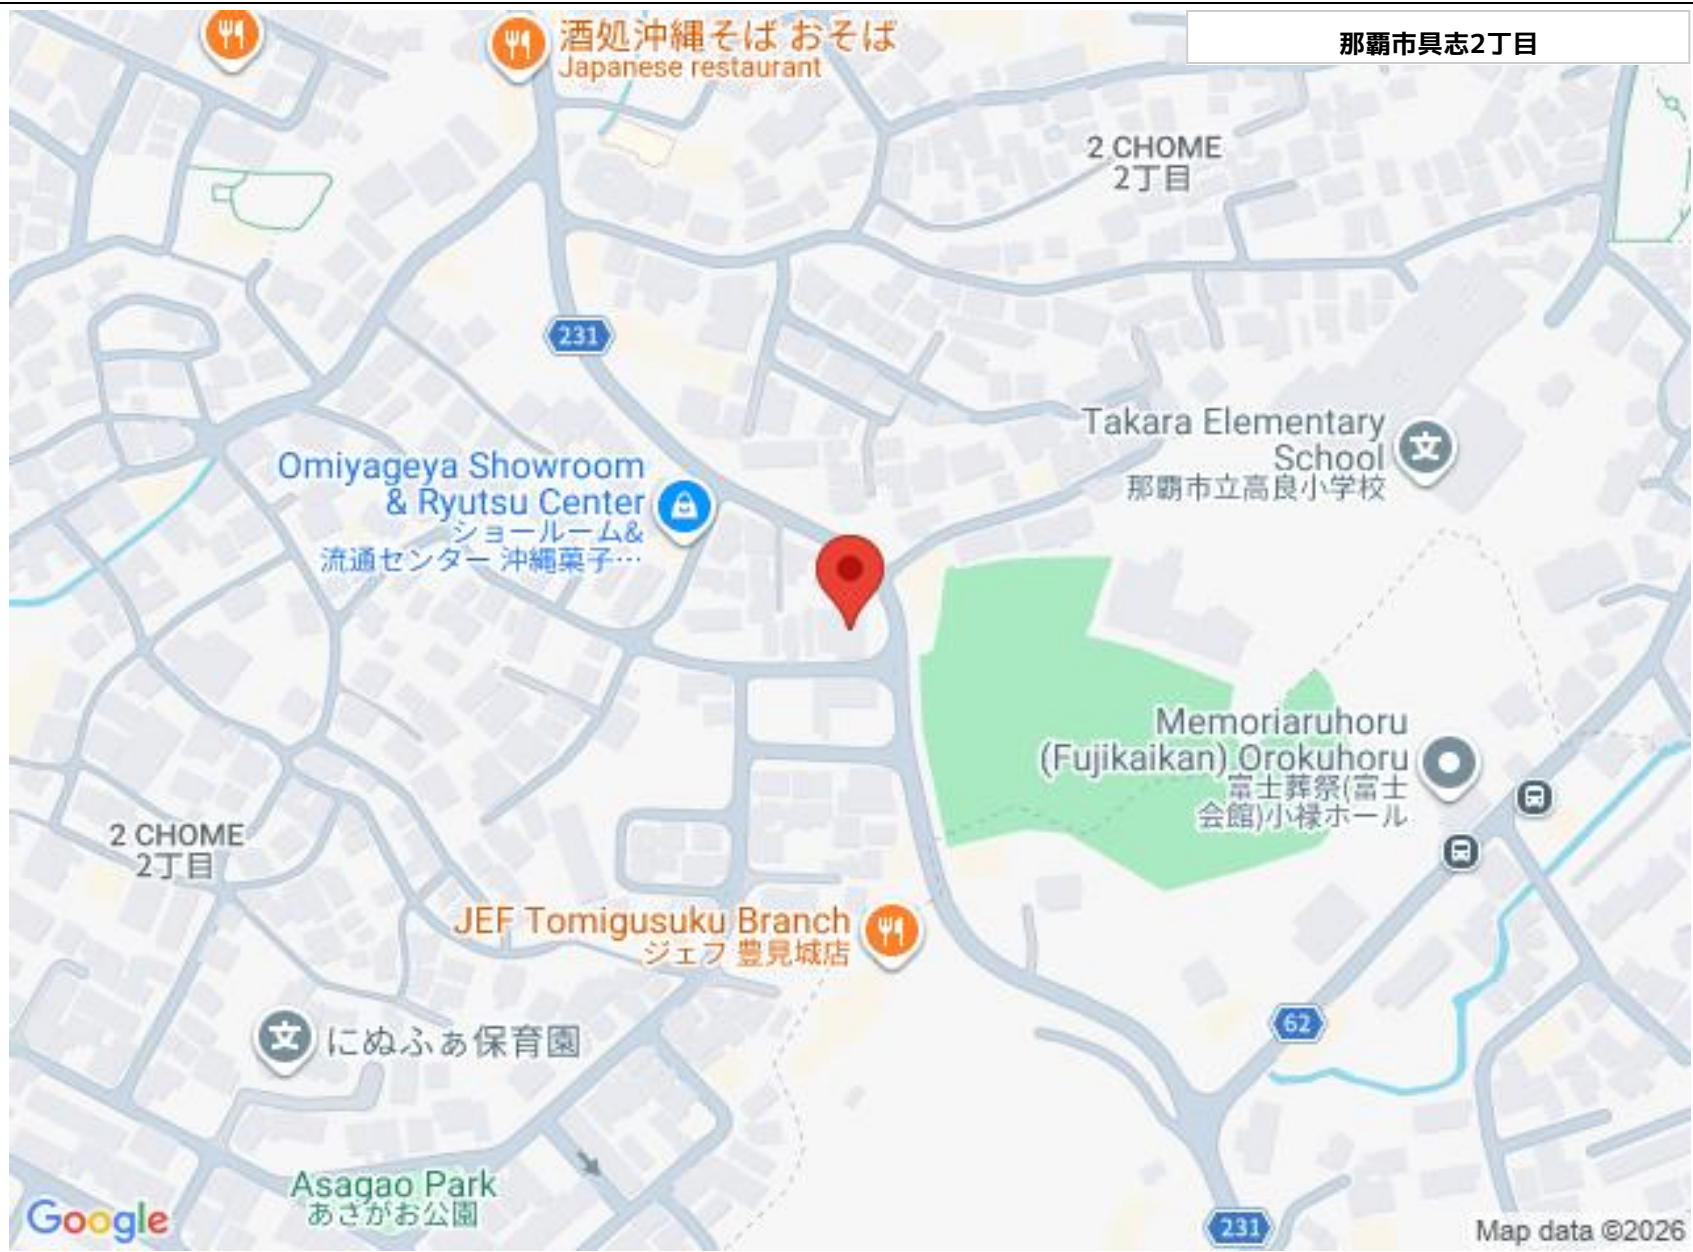 那覇市具志2丁目
酒処沖縄そば おそば
Japanese restaurant
2 CHOME
2丁目
231
Takara Elementary
School
那覇市立高良小学校
Omiyageya Showroom
& Ryutsu Center
ショールーム&
流通センター 沖縄菓子…
Memoriaruhoru
(Fujikaikan) Orokuhoru
富士葬祭(富士
会館)小禄ホール
2 CHOME
2丁目
JEF Tomigusuku Branch
ジェフ 豊見城店
文
にぬふぁ保育園
文
62
Asagao Park
あさがお公園
Google
231
Map data ©2026